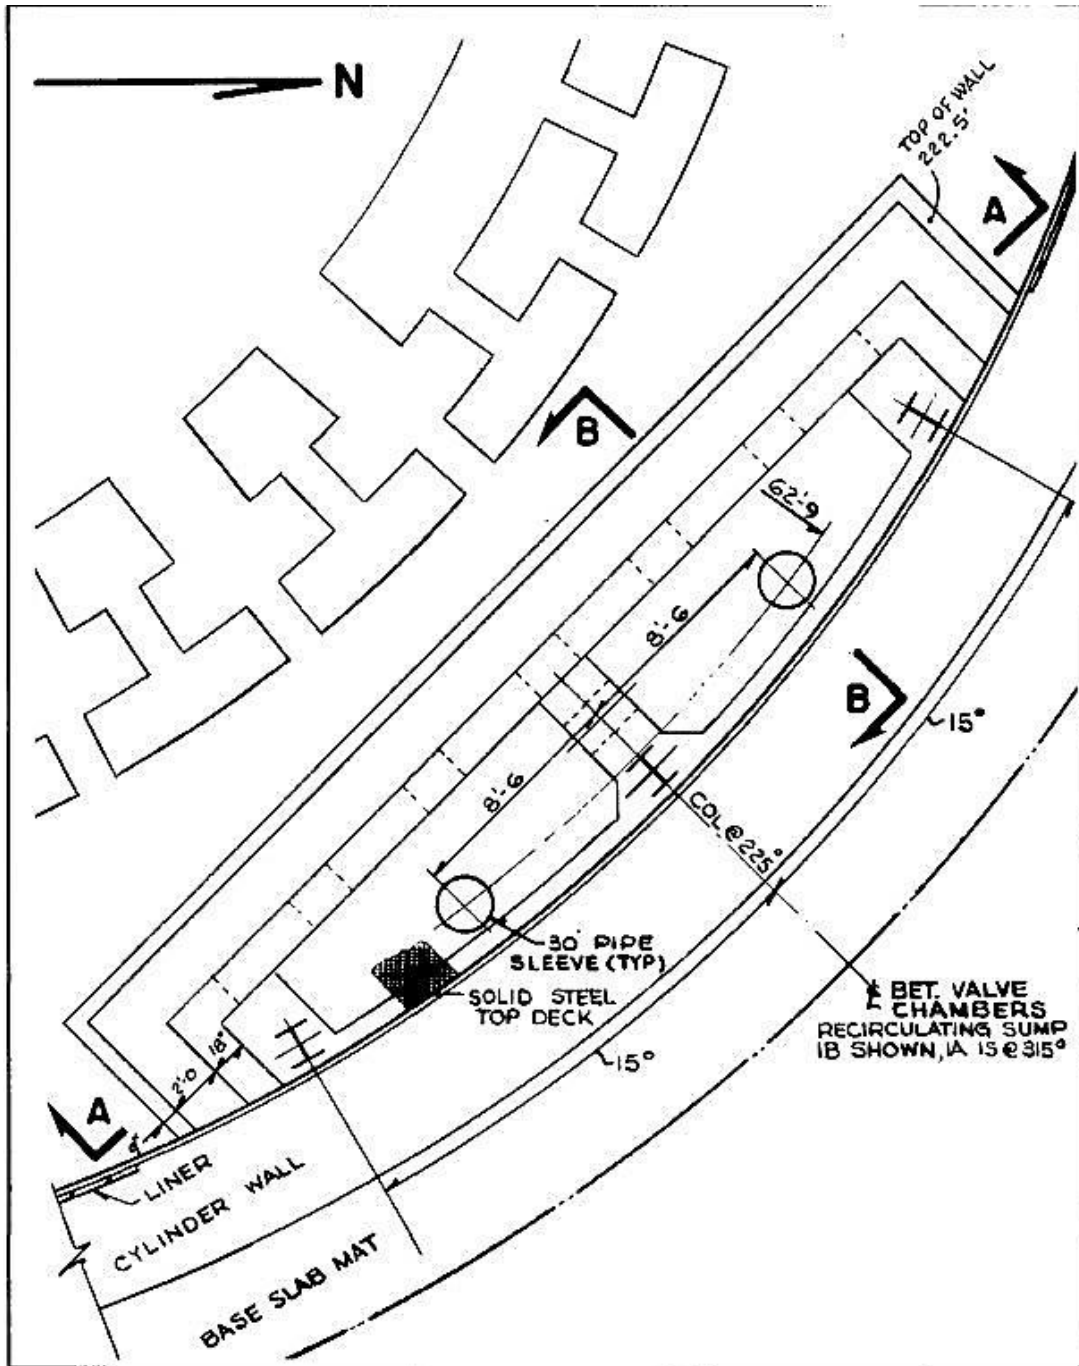 N
TOP OF WALL
222.5'
A
B
62'-9
8'-6
B
15°
8'-6
COL @ 225°
30" PIPE
SLEEVE (TYP)
SOLID STEEL
TOP DECK
℄ BET. VALVE
CHAMBERS
RECIRCULATING SUMP
1B SHOWN, 1A IS @ 315°
18"
2'-0
15°
A
LINER
CYLINDER WALL
BASE SLAB MAT